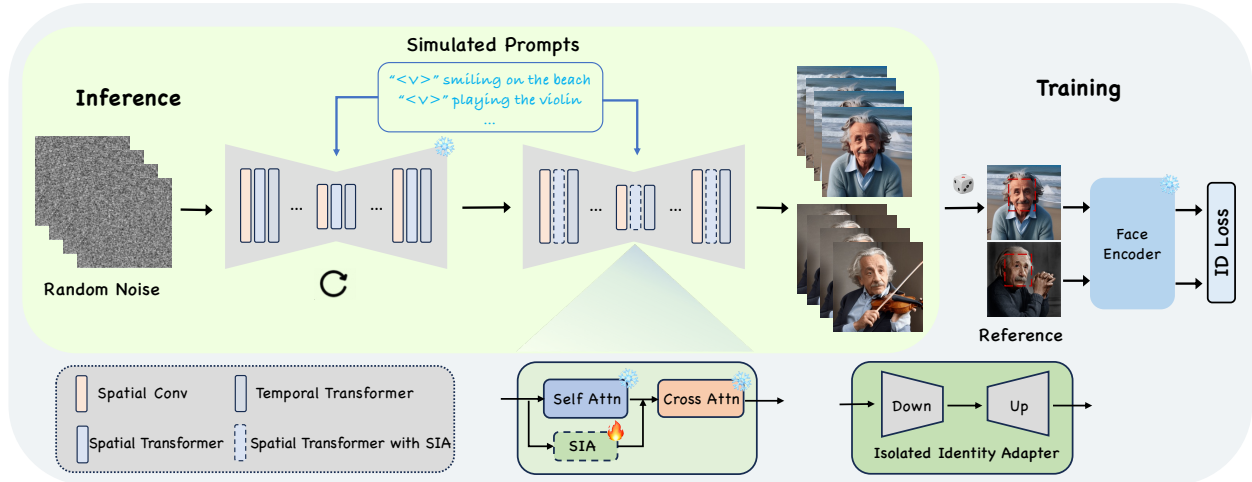 Simulated Prompts
"<v>" smiling on the beach
"<v>" playing the violin
...
Inference
Training
... ...
... ...
Random Noise
Face
Encoder
ID Loss
Reference
Spatial Conv
Temporal Transformer
Spatial Transformer
Spatial Transformer with SIA
Self Attn
Cross Attn
SIA
Down
Up
Isolated Identity Adapter